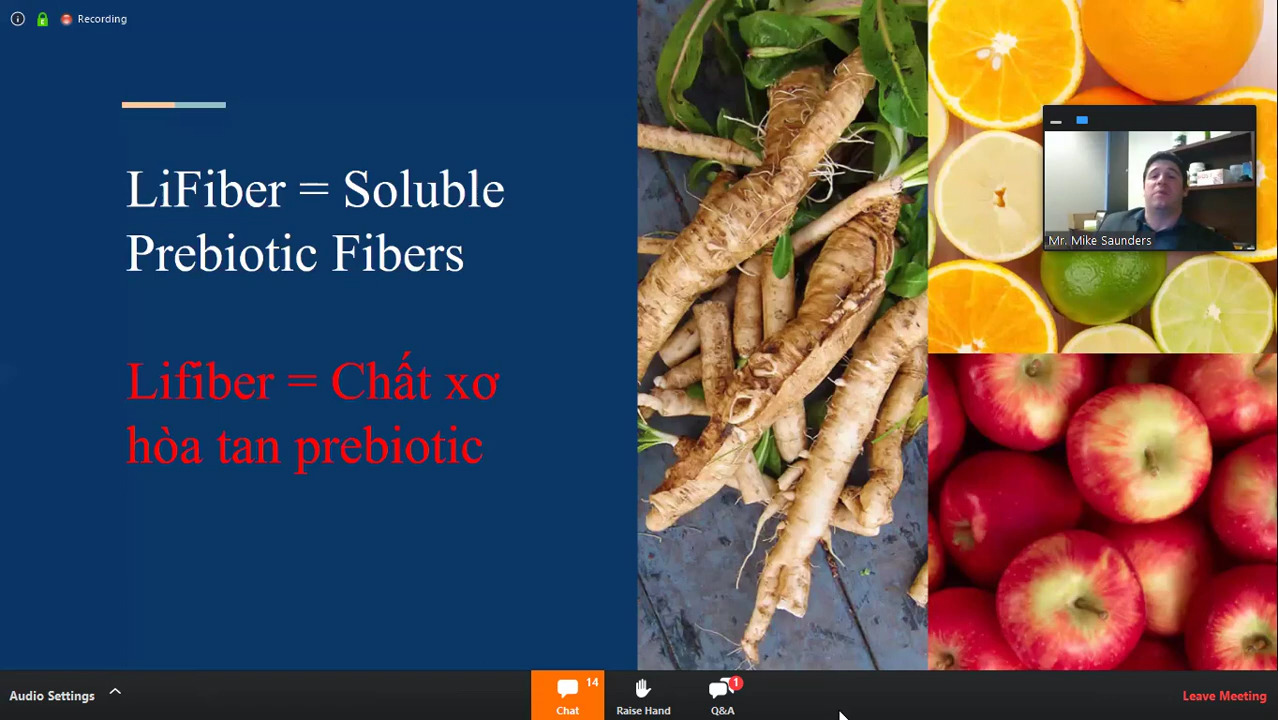 Recording
LiFiber = Soluble
Prebiotic Fibers
Lifiber = Chất xơ
hòa tan prebiotic
Mr. Mike Saunders
Audio Settings
14
Chat
Raise Hand
1
Q&A
Leave Meeting